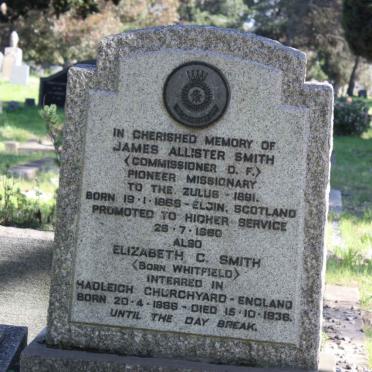 IN CHERISHED MEMORY OF
JAMES ALLISTER SMITH
(COMMISSIONER O. F.)
PIONEER MISSIONARY
TO THE ZULUS - 1891.
BORN 19-1-1866 - ELJIN, SCOTLAND
PROMOTED TO HIGHER SERVICE
28-7-1960
ALSO
ELIZABETH C. SMITH
(BORN WHITFIELD)
INTERRED IN
HADLEIGH CHURCHYARD - ENGLAND
BORN 20-4-1866 - DIED 15-10-1936.
UNTIL THE DAY BREAK.